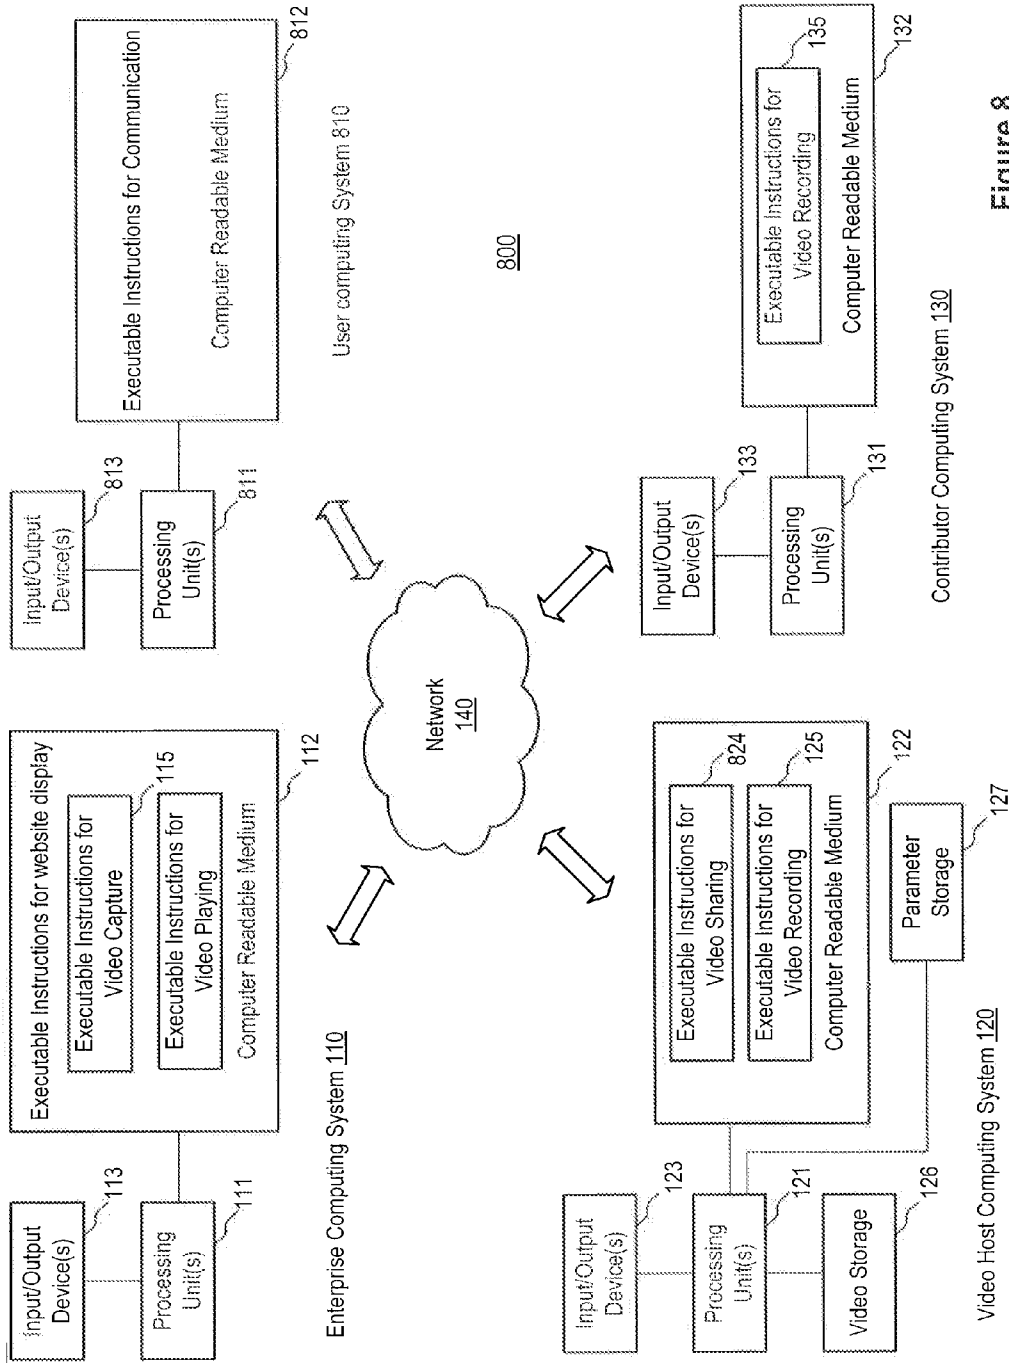 Input/Output
Device(s)
113
Processing
Unit(s)
111
Executable Instructions for website display
Executable Instructions for
Video Capture
115
Executable Instructions for
Video Playing
Computer Readable Medium
112
Enterprise Computing System 110
Input/Output
Device(s)
813
Processing
Unit(s)
811
Executable Instructions for Communication
Computer Readable Medium
812
User computing System 810
Network
140
800
Input/Output
Device(s)
123
Processing
Unit(s)
121
Video Storage
126
Executable Instructions for
Video Sharing
824
Executable Instructions for
Video Recording
125
Computer Readable Medium
122
Parameter
Storage
127
Video Host Computing System 120
Input/Output
Device(s)
133
Processing
Unit(s)
131
Executable Instructions for
Video Recording
135
Computer Readable Medium
132
Contributor Computing System 130
Figure 8